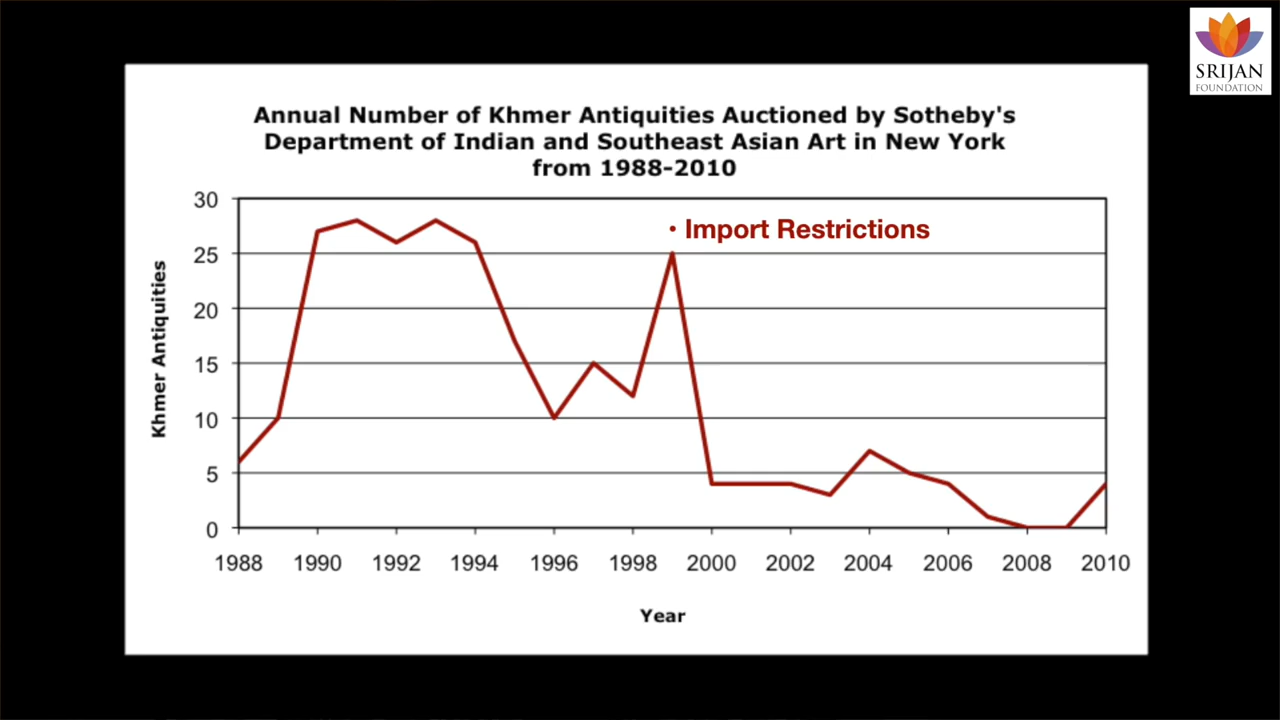 SRIJAN
FOUNDATION
Annual Number of Khmer Antiquities Auctioned by Sotheby's
Department of Indian and Southeast Asian Art in New York
from 1988-2010
• Import Restrictions
Khmer Antiquities
30
25
20
15
10
5
0
1988 1990 1992 1994 1996 1998 2000 2002 2004 2006 2008 2010
Year